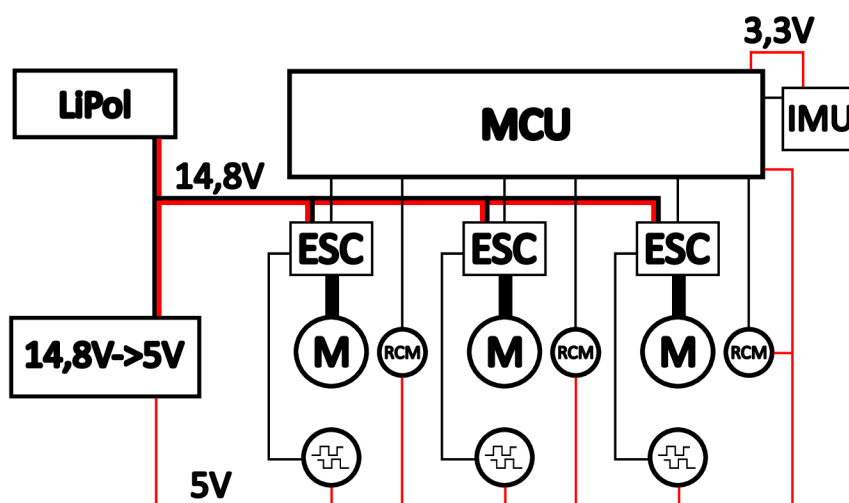 3,3V
LiPol
MCU
IMU
14,8V
ESC
ESC
ESC
14,8V->5V
M
RCM
M
RCM
M
RCM
5V